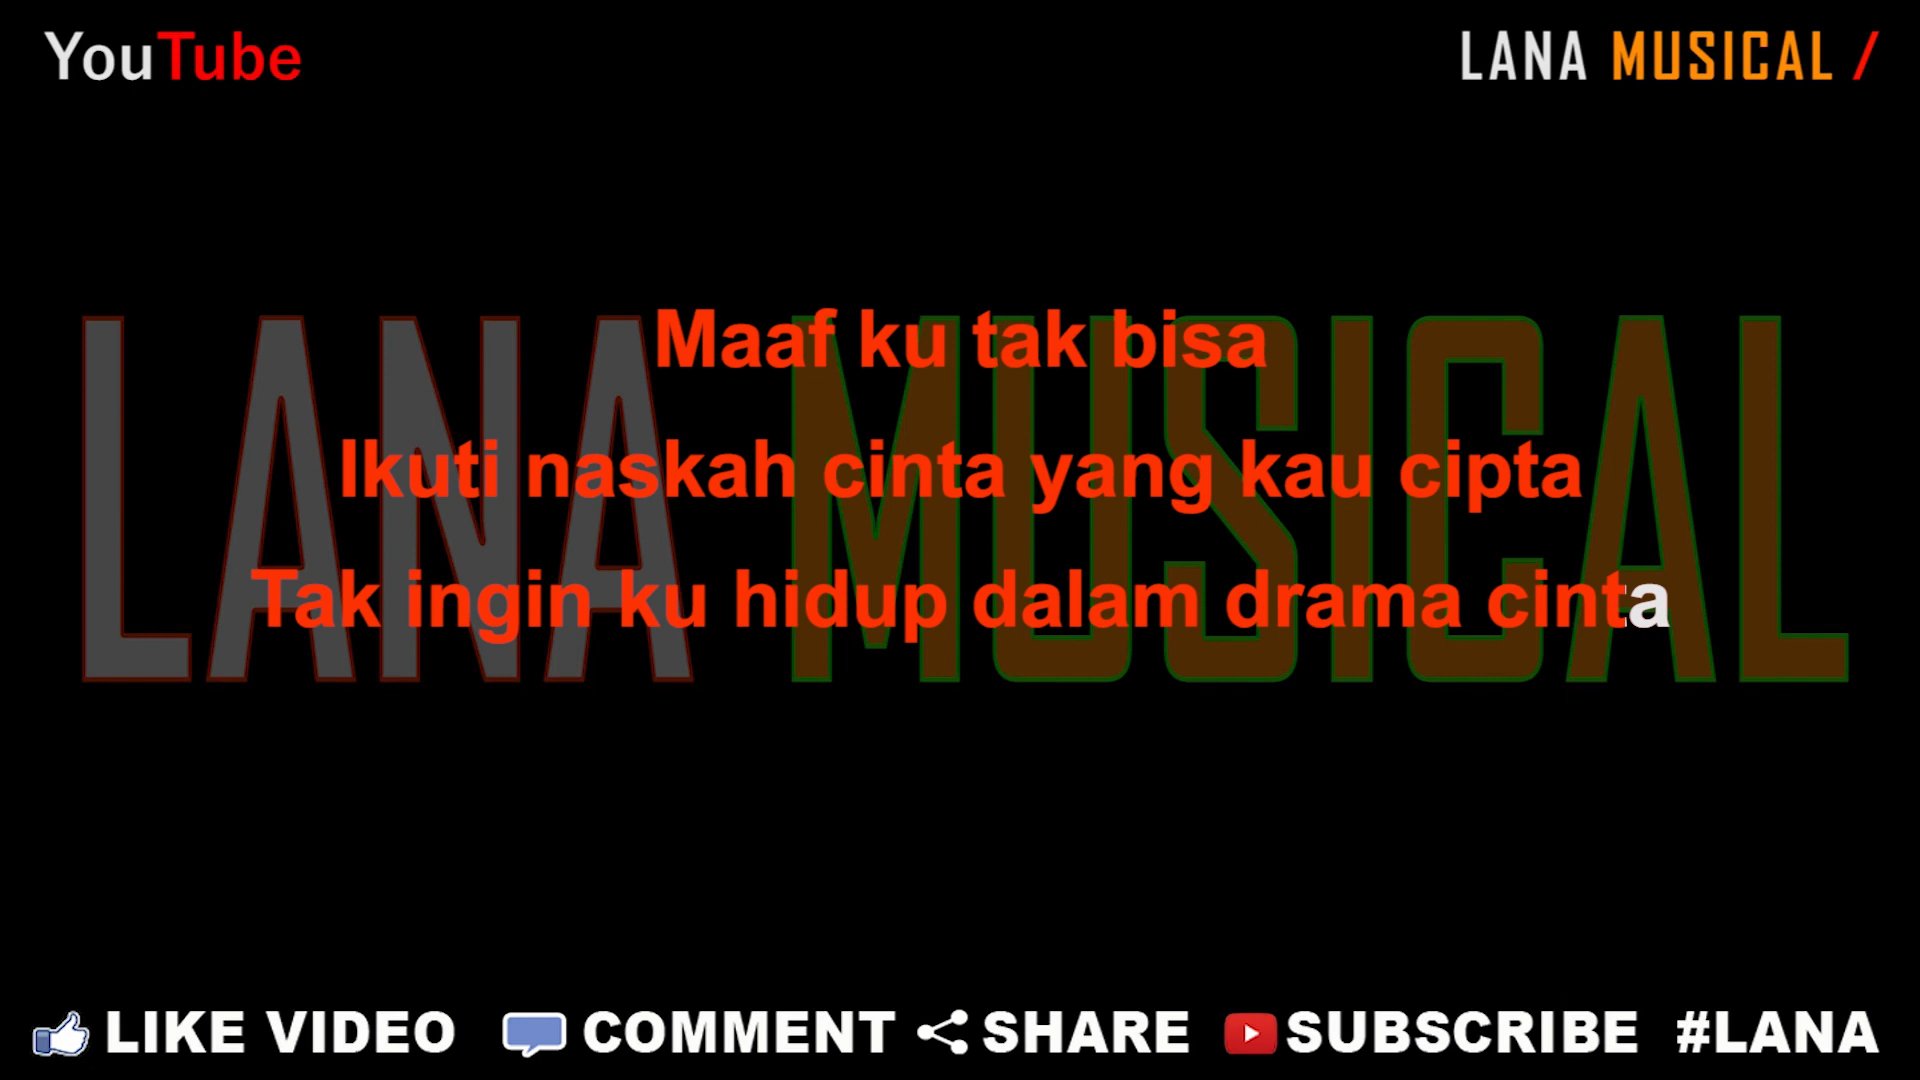 YouTube
LANA MUSICAL /
LANA MUSICAL
Maaf ku tak bisa
Ikuti naskah cinta yang kau cipta
Tak ingin ku hidup dalam drama cinta
LIKE VIDEO COMMENT SHARE SUBSCRIBE #LANA